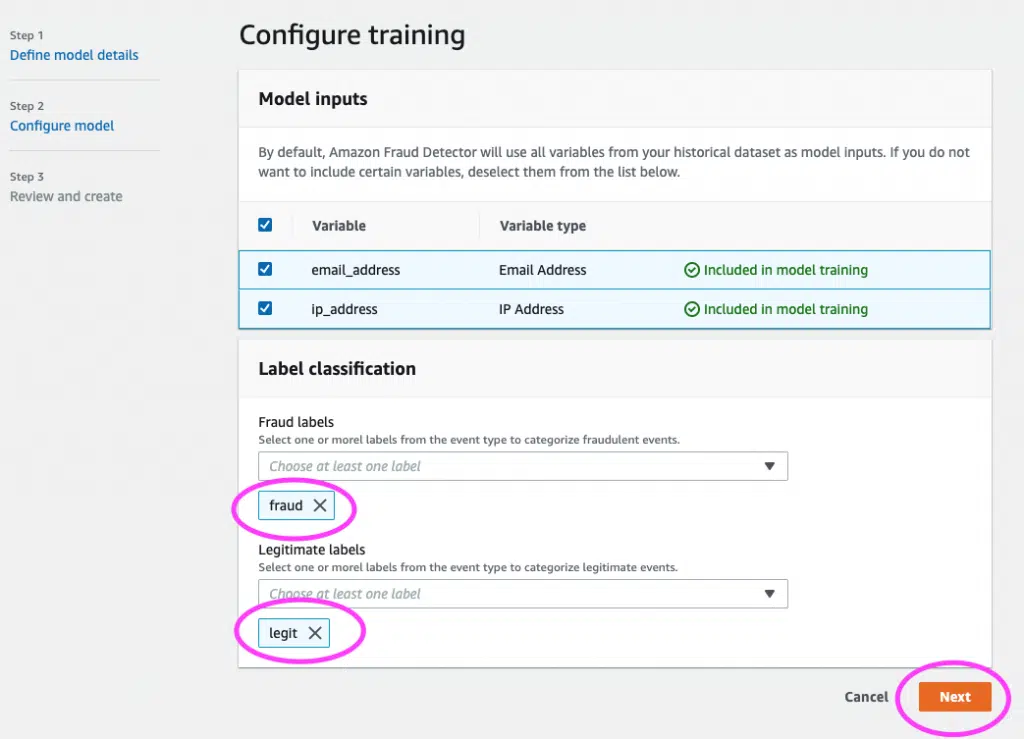 Step 1
Define model details
Step 2
Configure model
Step 3
Review and create
Configure training
Model inputs
By default, Amazon Fraud Detector will use all variables from your historical dataset as model inputs. If you do not
want to include certain variables, deselect them from the list below.
Variable Variable type
email_address Email Address Included in model training
ip_address IP Address Included in model training
Label classification
Fraud labels
Select one or morel labels from the event type to categorize fraudulent events.
Choose at least one label
fraud
Legitimate labels
Select one or morel labels from the event type to categorize legitimate events.
Choose at least one label
legit
Cancel Next